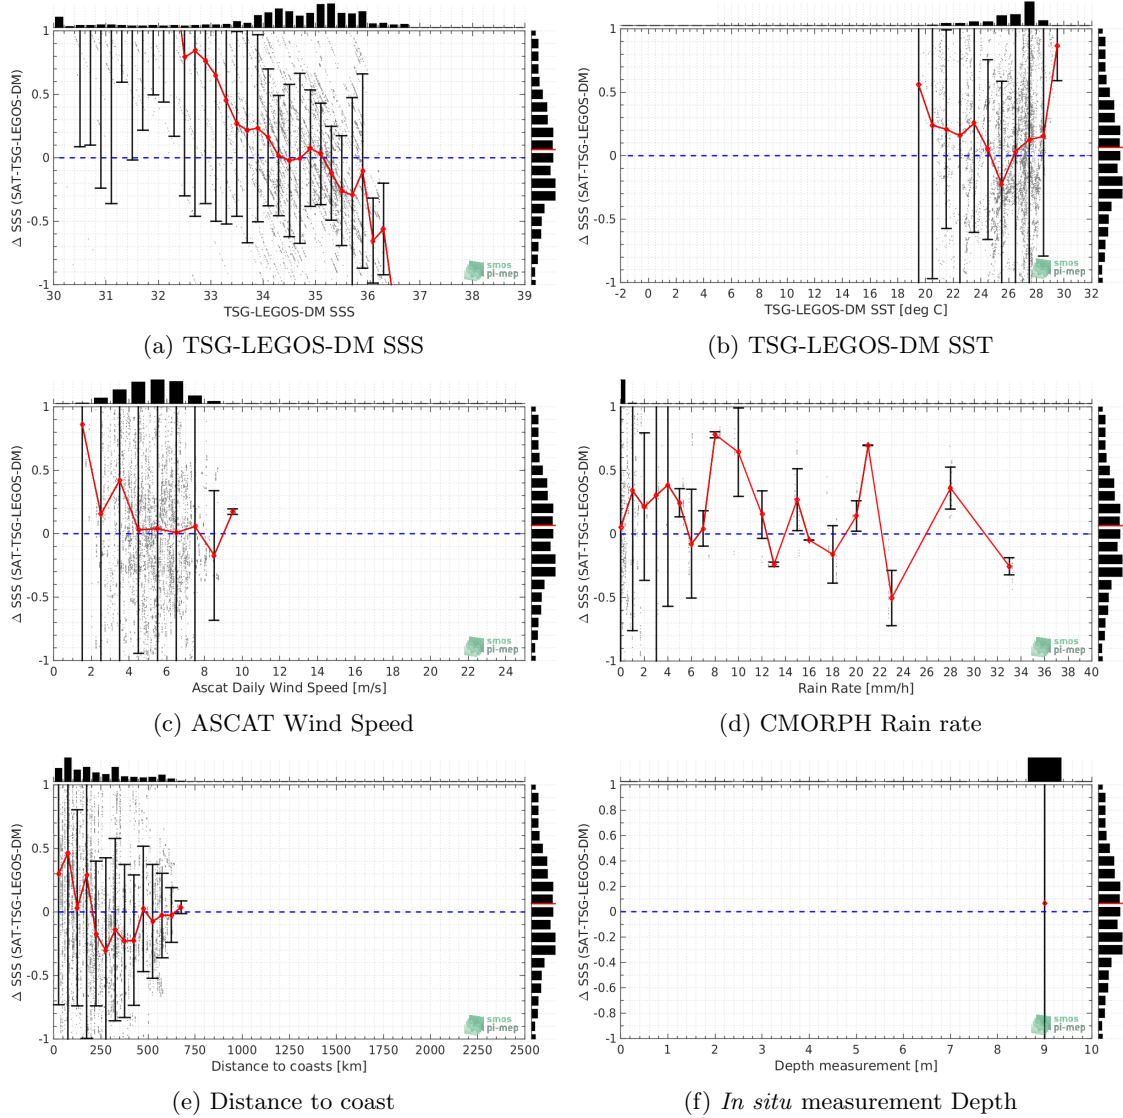 1
0.5
0
-0.5
-1
Δ SSS (SAT-TSG-LEGOS-DM)
30 31 32 33 34 35 36 37 38 39
TSG-LEGOS-DM SSS
smos
pi-mep
(a) TSG-LEGOS-DM SSS
1
0.5
0
-0.5
-1
Δ SSS (SAT-TSG-LEGOS-DM)
-2 0 2 4 6 8 10 12 14 16 18 20 22 24 26 28 30 32
TSG-LEGOS-DM SST [deg C]
smos
pi-mep
(b) TSG-LEGOS-DM SST
1
0.5
0
-0.5
-1
Δ SSS (SAT-TSG-LEGOS-DM)
2 4 6 8 10 12 14 16 18 20 22 24
Ascat Daily Wind Speed [m/s]
smos
pi-mep
(c) ASCAT Wind Speed
1
0.5
0
-0.5
-1
Δ SSS (SAT-TSG-LEGOS-DM)
0 2 4 6 8 10 12 14 16 18 20 22 24 26 28 30 32 34 36 38 40
Rain Rate [mm/h]
smos
pi-mep
(d) CMORPH Rain rate
1
0.5
0
-0.5
-1
Δ SSS (SAT-TSG-LEGOS-DM)
0 250 500 750 1000 1250 1500 1750 2000 2250 2500
Distance to coasts [km]
smos
pi-mep
(e) Distance to coast
1
0.8
0.6
0.4
0.2
0
-0.2
-0.4
-0.6
-0.8
-1
Δ SSS (SAT-TSG-LEGOS-DM)
0 1 2 3 4 5 6 7 8 9 10
Depth measurement [m]
smos
pi-mep
(f) In situ measurement Depth